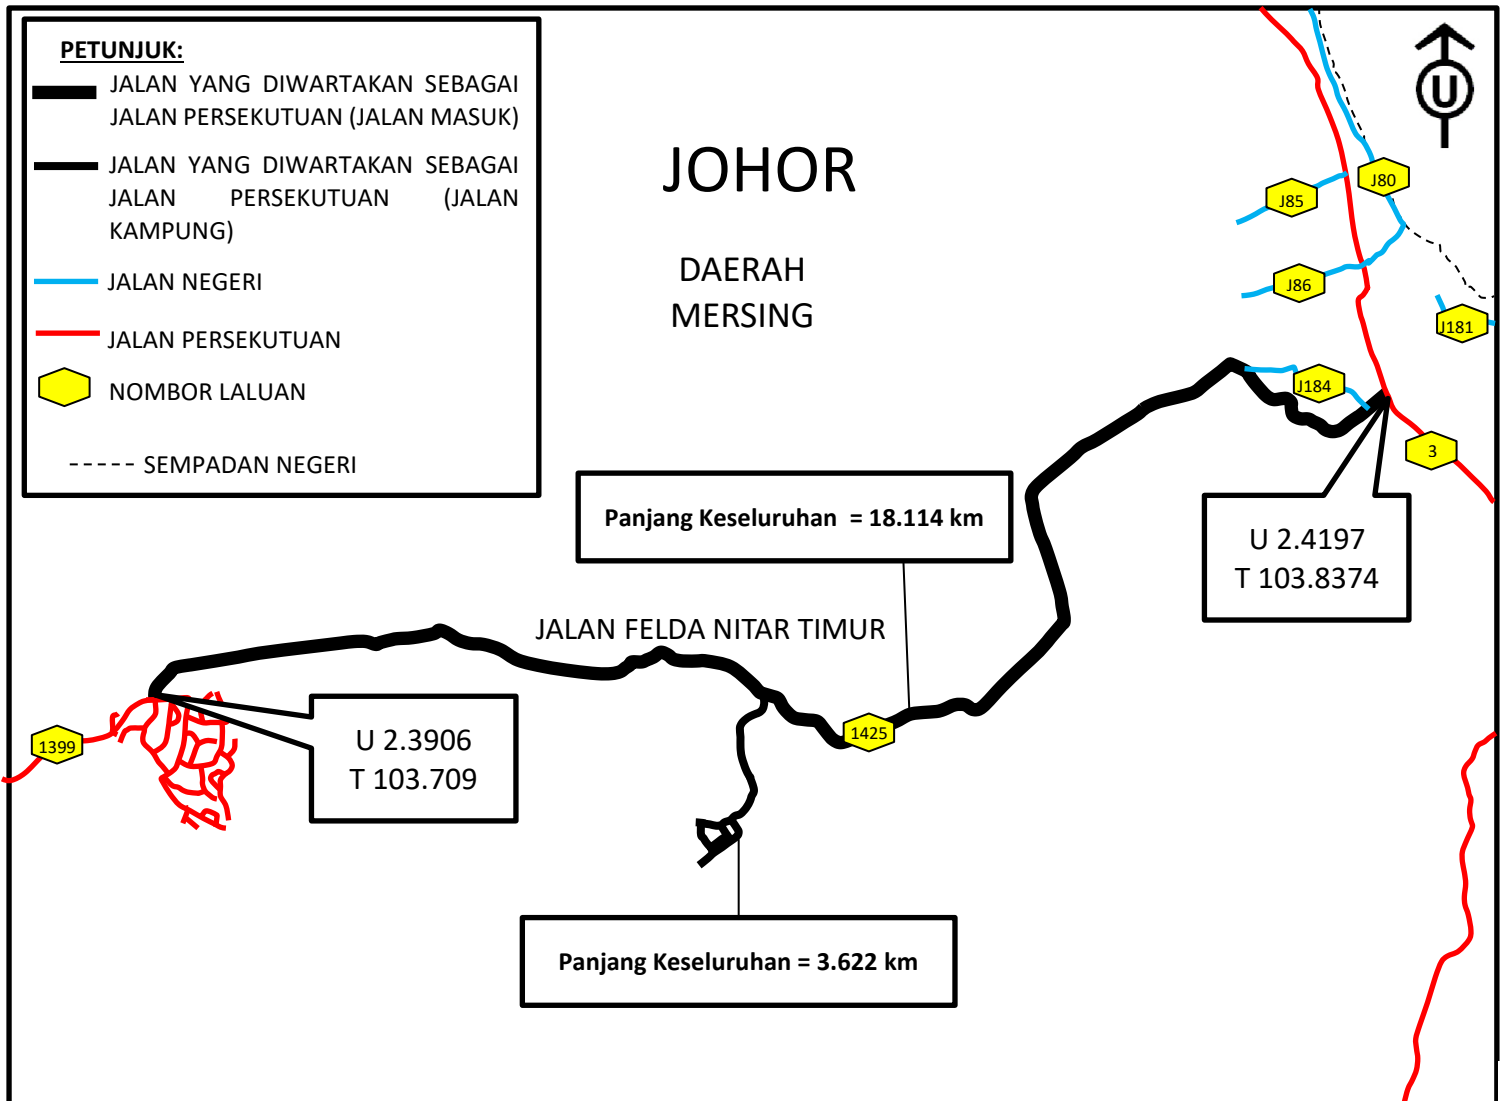 PETUNJUK:
JALAN YANG DIWARTAKAN SEBAGAI
JALAN PERSEKUTUAN (JALAN MASUK)
JALAN YANG DIWARTAKAN SEBAGAI
JALAN PERSEKUTUAN (JALAN
KAMPUNG)
JALAN NEGERI
JALAN PERSEKUTUAN
NOMBOR LALUAN
SEMPADAN NEGERI
JOHOR
DAERAH
MERSING
U
J80
J85
J86
J181
J184
3
Panjang Keseluruhan = 18.114 km
U 2.4197
T 103.8374
JALAN FELDA NITAR TIMUR
1399
U 2.3906
T 103.709
1425
Panjang Keseluruhan = 3.622 km